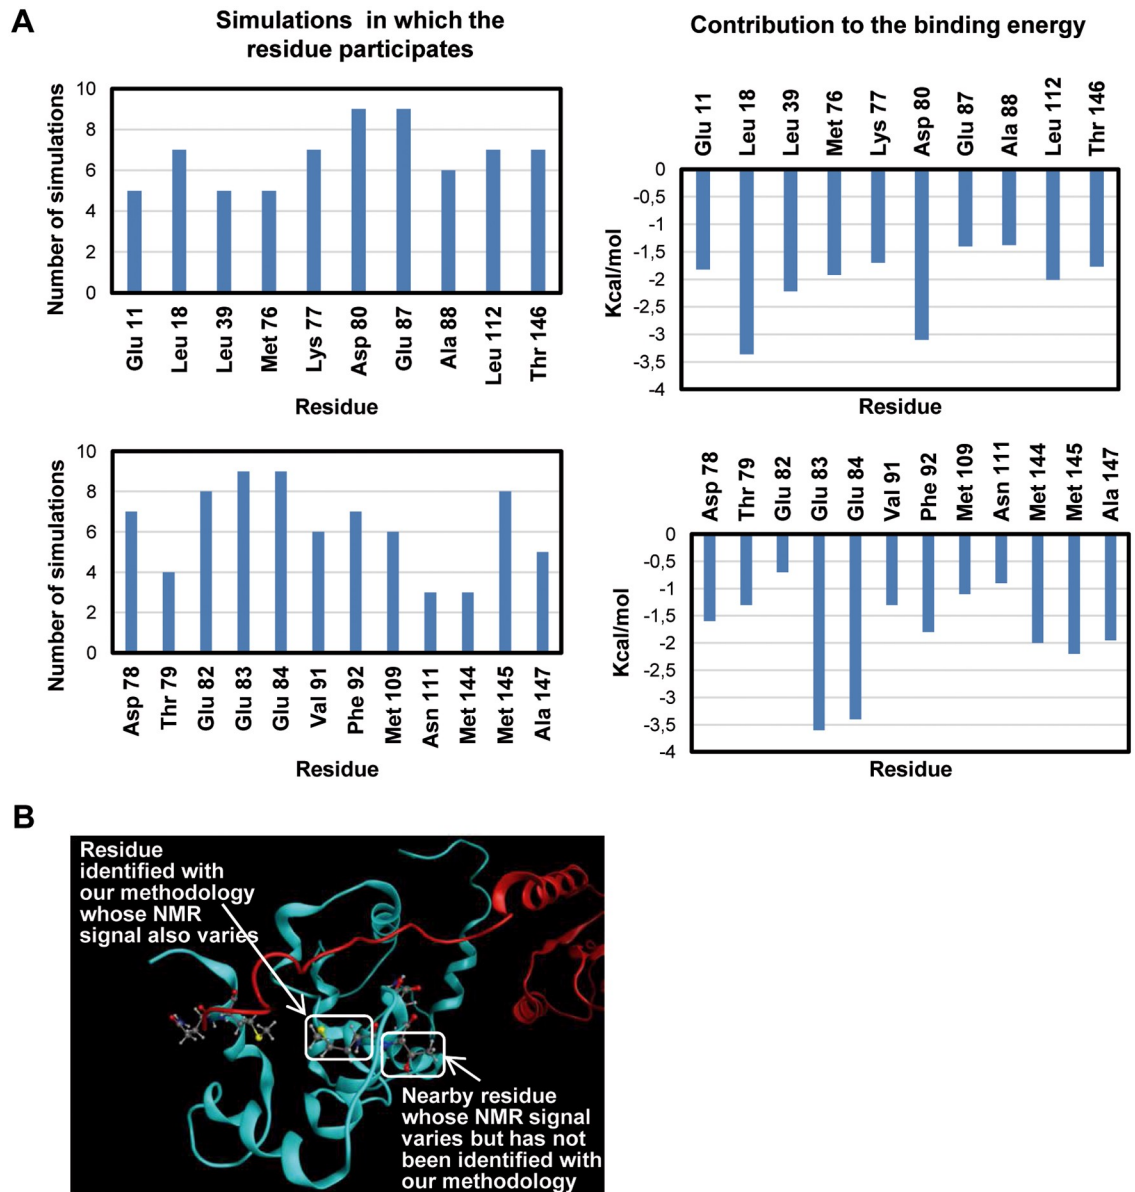 A
Simulations in which the
residue participates
Number of simulations
10
8
6
4
2
0
Glu 11
Leu 18
Leu 39
Met 76
Lys 77
Asp 80
Glu 87
Ala 88
Leu 112
Thr 146
Residue
Contribution to the binding energy
Glu 11
Leu 18
Leu 39
Met 76
Lys 77
Asp 80
Glu 87
Ala 88
Leu 112
Thr 146
Kcal/mol
0
-0,5
-1
-1,5
-2
-2,5
-3
-3,5
-4
Residue
Number of simulations
10
8
6
4
2
0
Asp 78
Thr 79
Glu 82
Glu 83
Glu 84
Val 91
Phe 92
Met 109
Asn 111
Met 144
Met 145
Ala 147
Residue
Asp 78
Thr 79
Glu 82
Glu 83
Glu 84
Val 91
Phe 92
Met 109
Asn 111
Met 144
Met 145
Ala 147
Kcal/mol
0
-0,5
-1
-1,5
-2
-2,5
-3
-3,5
-4
Residue
B
Residue
identified with
our methodology
whose NMR
signal also varies
Nearby residue
whose NMR signal
varies but has not
been identified with
our methodology